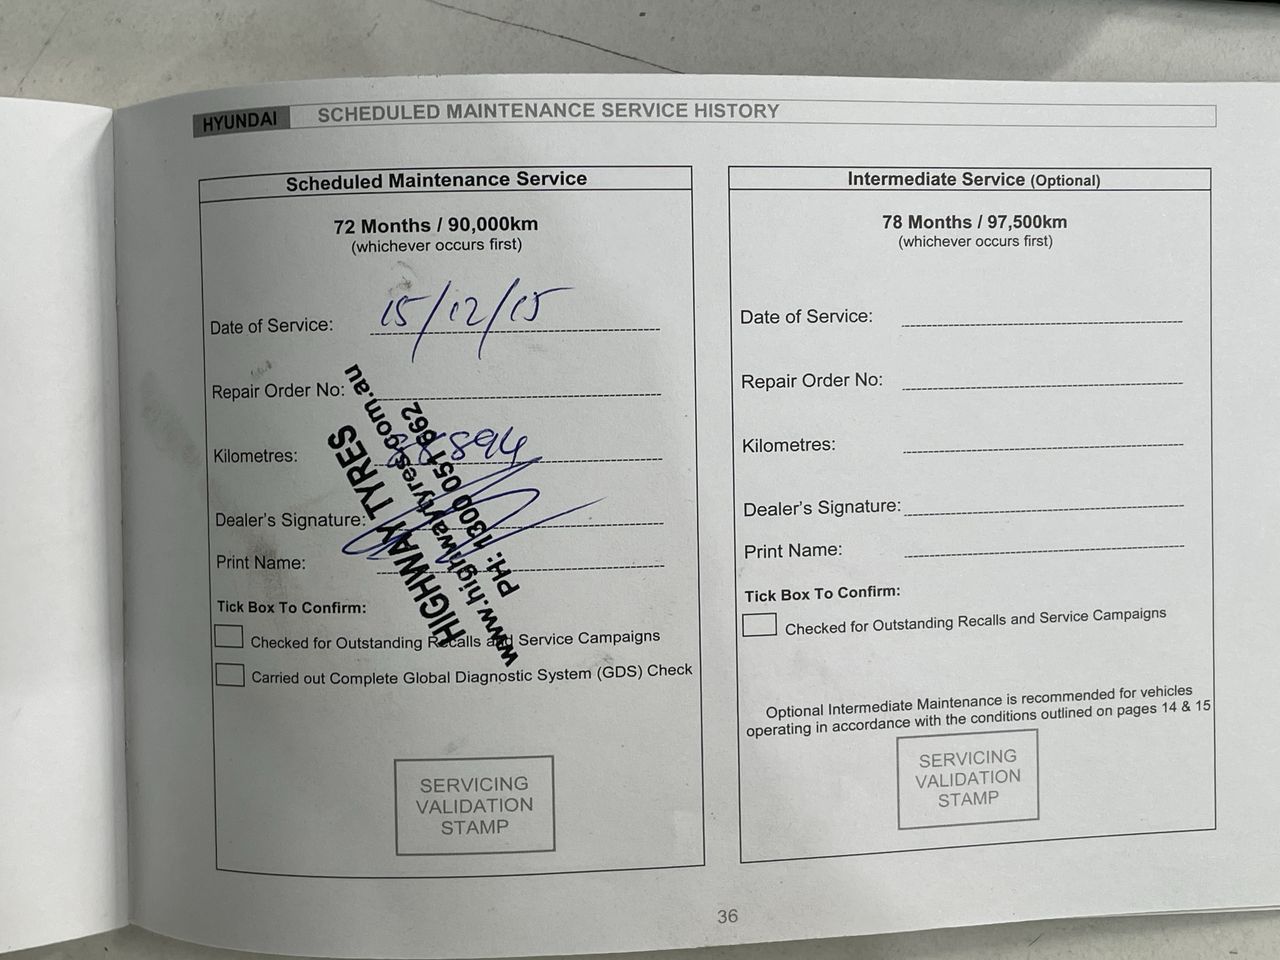 HYUNDAI SCHEDULED MAINTENANCE SERVICE HISTORY
Scheduled Maintenance Service
72 Months / 90,000km
(whichever occurs first)
Date of Service: 15/12/15
Repair Order No:
Kilometres:
Dealer's Signature:
Print Name:
HIGHWAY TYRES
www.highwaytyres.com.au
PH: 1300 051 662
Tick Box To Confirm:
Checked for Outstanding Recalls and Service Campaigns
Carried out Complete Global Diagnostic System (GDS) Check
SERVICING
VALIDATION
STAMP
Intermediate Service (Optional)
78 Months / 97,500km
(whichever occurs first)
Date of Service:
Repair Order No:
Kilometres:
Dealer's Signature:
Print Name:
Tick Box To Confirm:
Checked for Outstanding Recalls and Service Campaigns
Optional Intermediate Maintenance is recommended for vehicles
operating in accordance with the conditions outlined on pages 14 & 15
SERVICING
VALIDATION
STAMP
36